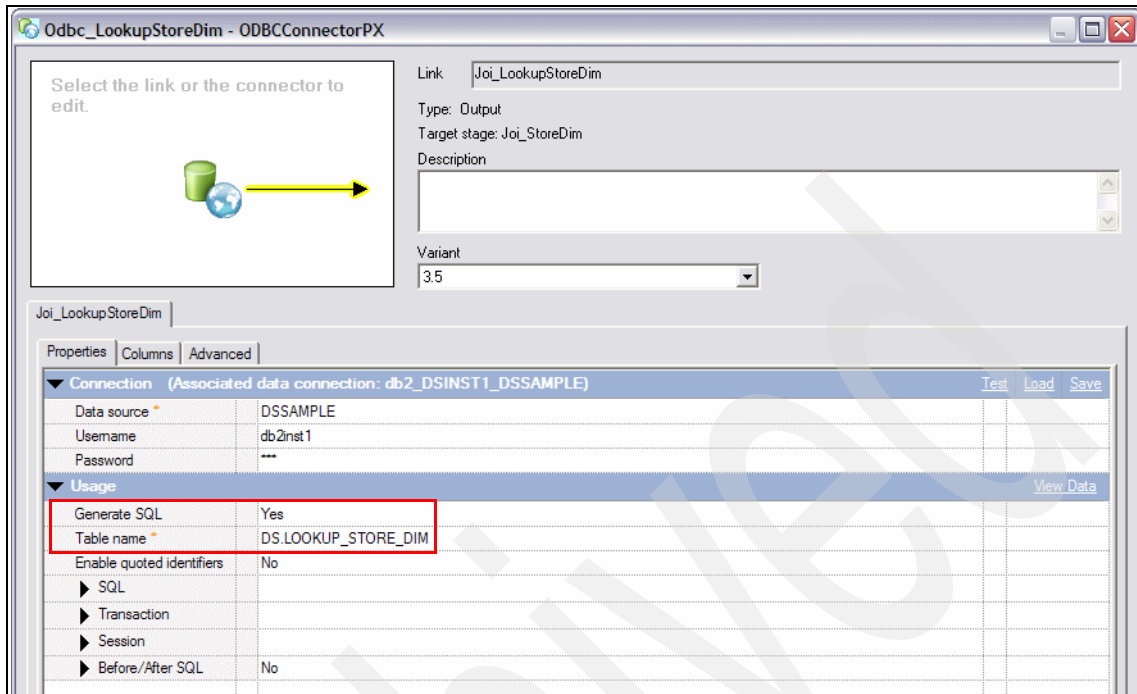 Odbc_LookupStoreDim - ODBCConnectorPX
Select the link or the connector to
edit.
Link Joi_LookupStoreDim
Type: Output
Target stage: Joi_StoreDim
Description
Variant
3.5
Joi_LookupStoreDim
Properties Columns Advanced
Connection (Associated data connection: db2_DSINST1_DSSAMPLE) Test Load Save
Data source * DSSAMPLE
Username db2inst1
Password ***
Usage View Data
Generate SQL Yes
Table name * DS.LOOKUP_STORE_DIM
Enable quoted identifiers No
SQL
Transaction
Session
Before/After SQL No